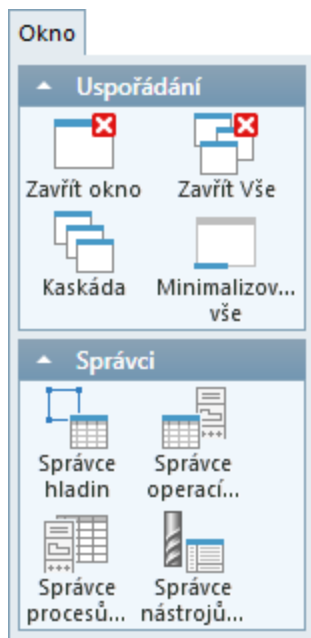 Okno
Uspořádání
Zavřít okno
Zavřít Vše
Kaskáda
Minimalizov...
vše
Správci
Správce
hladin
Správce
operací...
Správce
procesů...
Správce
nástrojů...